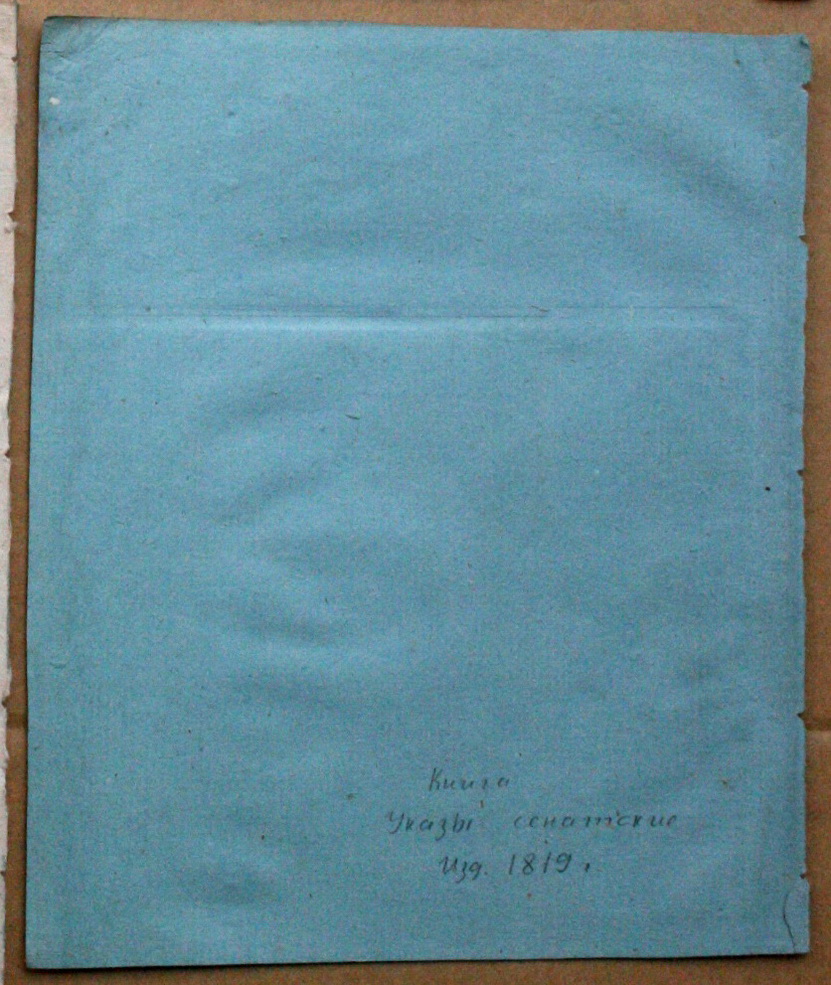 Книга
Указы сенатские
Изд. 1819 г.